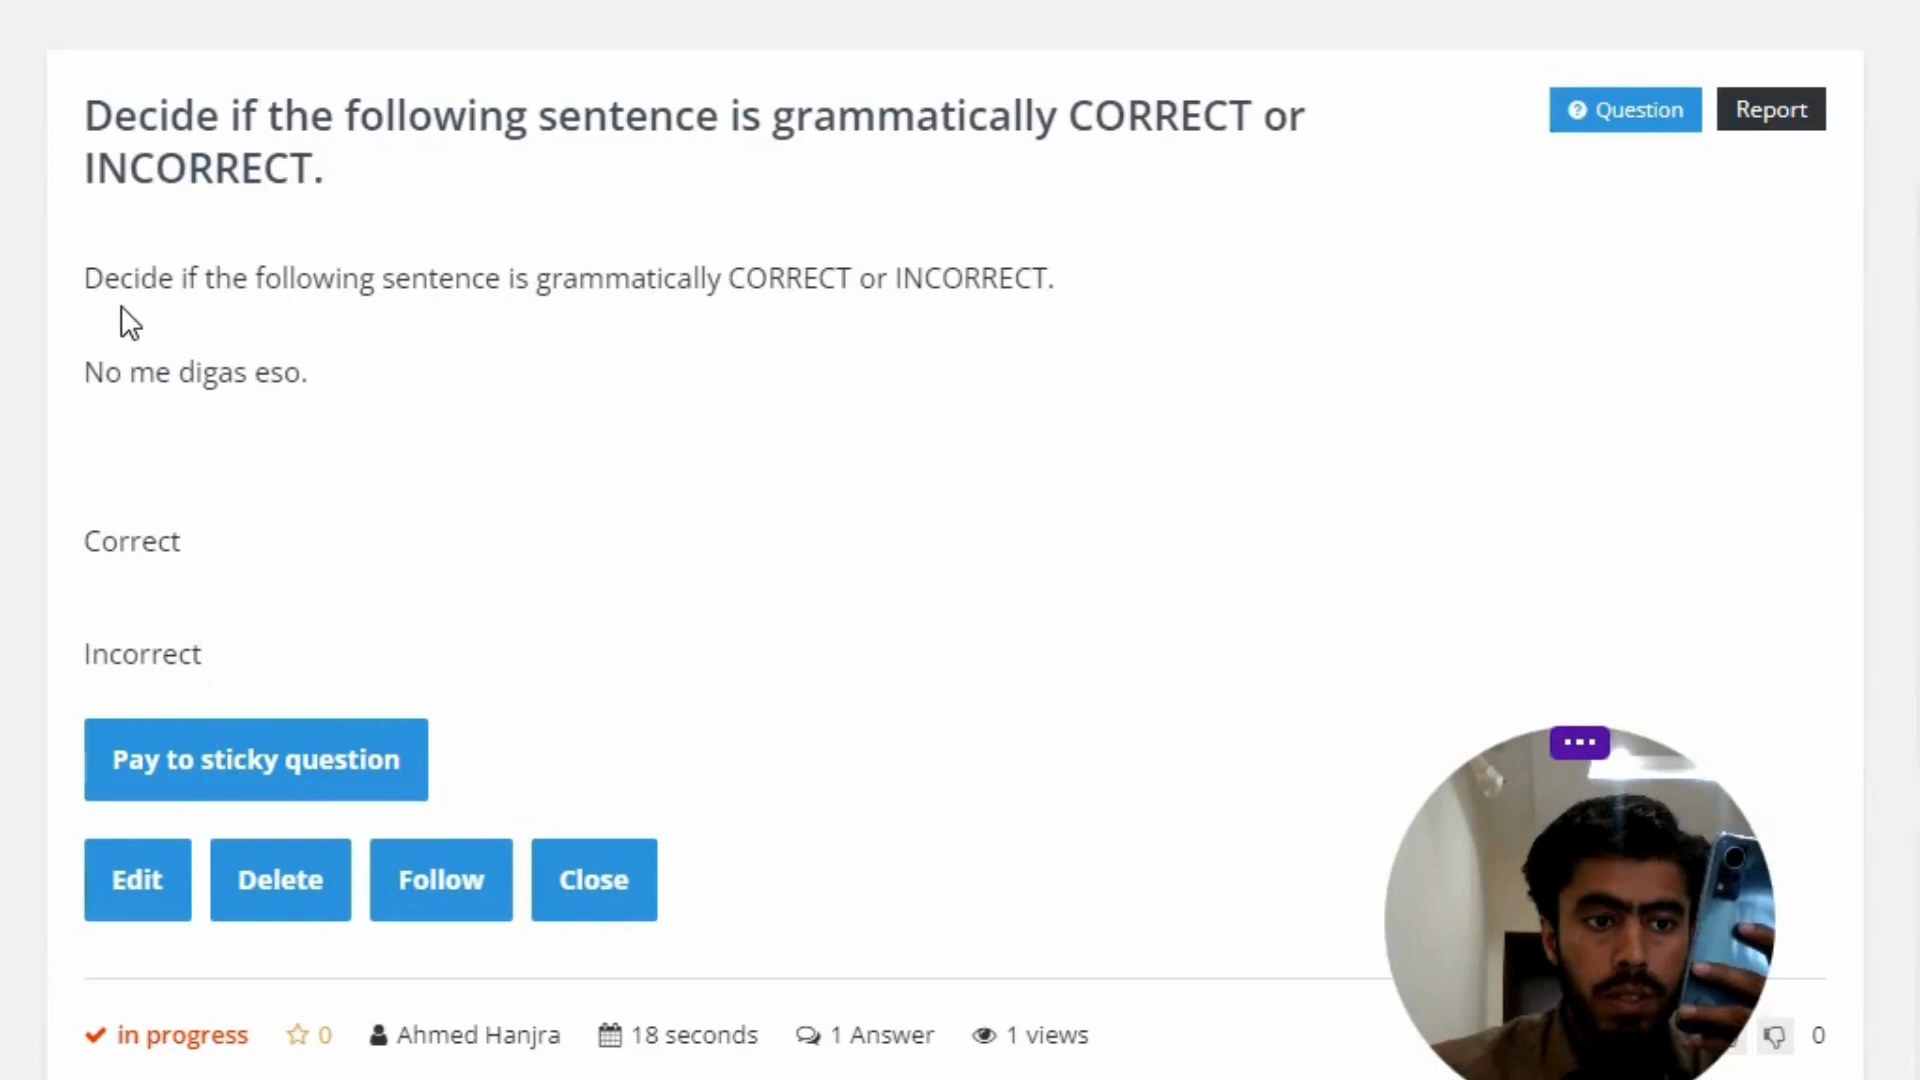 Decide if the following sentence is grammatically CORRECT or
INCORRECT.
Question
Report
Decide if the following sentence is grammatically CORRECT or INCORRECT.
No me digas eso.
Correct
Incorrect
Pay to sticky question
Edit
Delete
Follow
Close
in progress
0
Ahmed Hanjra
18 seconds
1 Answer
1 views
0